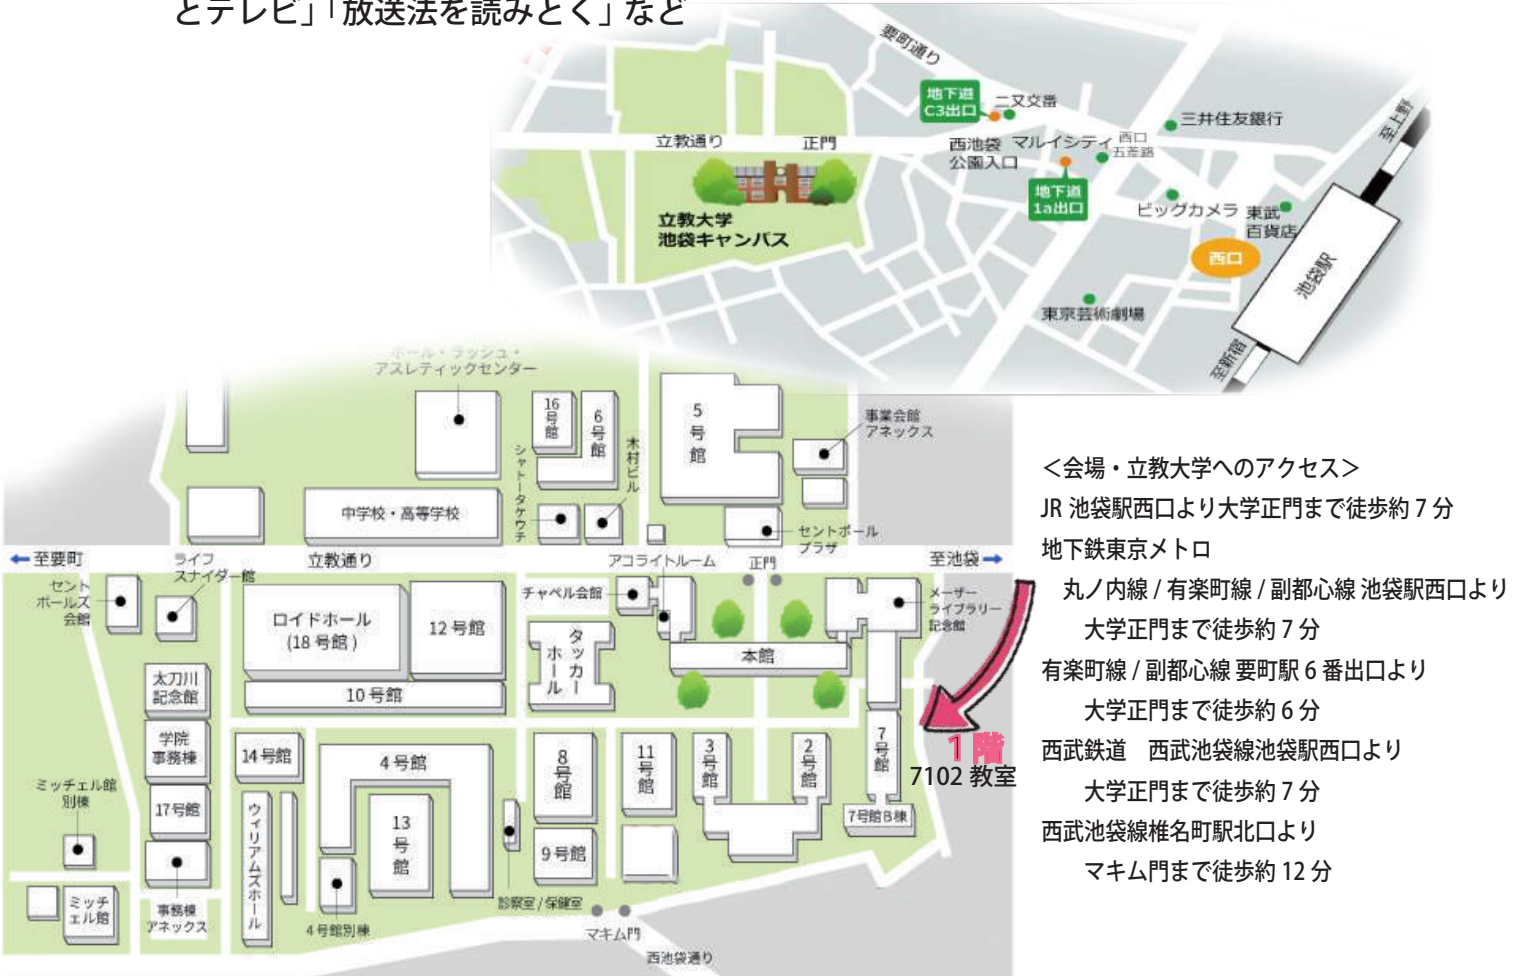 とテレビ」「放送法を読みとく」など
要町通り
地下道
C3出口
二又交番
三井住友銀行
至上野
立教通り
正門
西池袋
公園入口
マルイシティ
西口
五差路
地下道
1a出口
ビッグカメラ
東武
百貨店
立教大学
池袋キャンパス
西口
池袋駅
東京芸術劇場
至新宿
ポール・ラッシュ・
アスレティックセンター
16号館
6号館
5号館
事業会館
アネックス
シャトータケウチ
木村ビル
中学校・高等学校
セントポール
プラザ
←至要町
ライフ
スナイダー館
立教通り
アコライトルーム
正門
至池袋→
セント
ポールズ
会館
チャペル会館
メーザー
ライブラリー
記念館
ロイドホール
(18号館)
12号館
タッカー
ホール
本館
太刀川
記念館
10号館
学院
事務棟
14号館
4号館
8号館
11号館
3号館
2号館
7号館
1階
7102 教室
ミッチェル館
別棟
17号館
ウィリアムズホール
13号館
9号館
7号館B棟
ミッチ
ェル館
事務棟
アネックス
4号館別棟
診察室/保健室
マキム門
西池袋通り
＜会場・立教大学へのアクセス＞
JR 池袋駅西口より大学正門まで徒歩約 7 分
地下鉄東京メトロ
丸ノ内線 / 有楽町線 / 副都心線 池袋駅西口より
大学正門まで徒歩約 7 分
有楽町線 / 副都心線 要町駅 6 番出口より
大学正門まで徒歩約 6 分
西武鉄道　西武池袋線池袋駅西口より
大学正門まで徒歩約 7 分
西武池袋線椎名町駅北口より
マキム門まで徒歩約 12 分